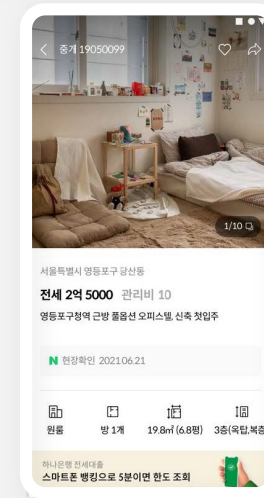 중개 19050099
1/10
서울특별시 영등포구 당산동
전세 2억 5000 관리비 10
영등포구청역 근방 풀옵션 오피스텔, 신축 첫입주
N 현장확인 2021.06.21
원룸 방 1개 19.8㎡ (6.8평) 3층(옥탑,복층
하나은행 전세대출
스마트폰 뱅킹으로 5분이면 한도 조회